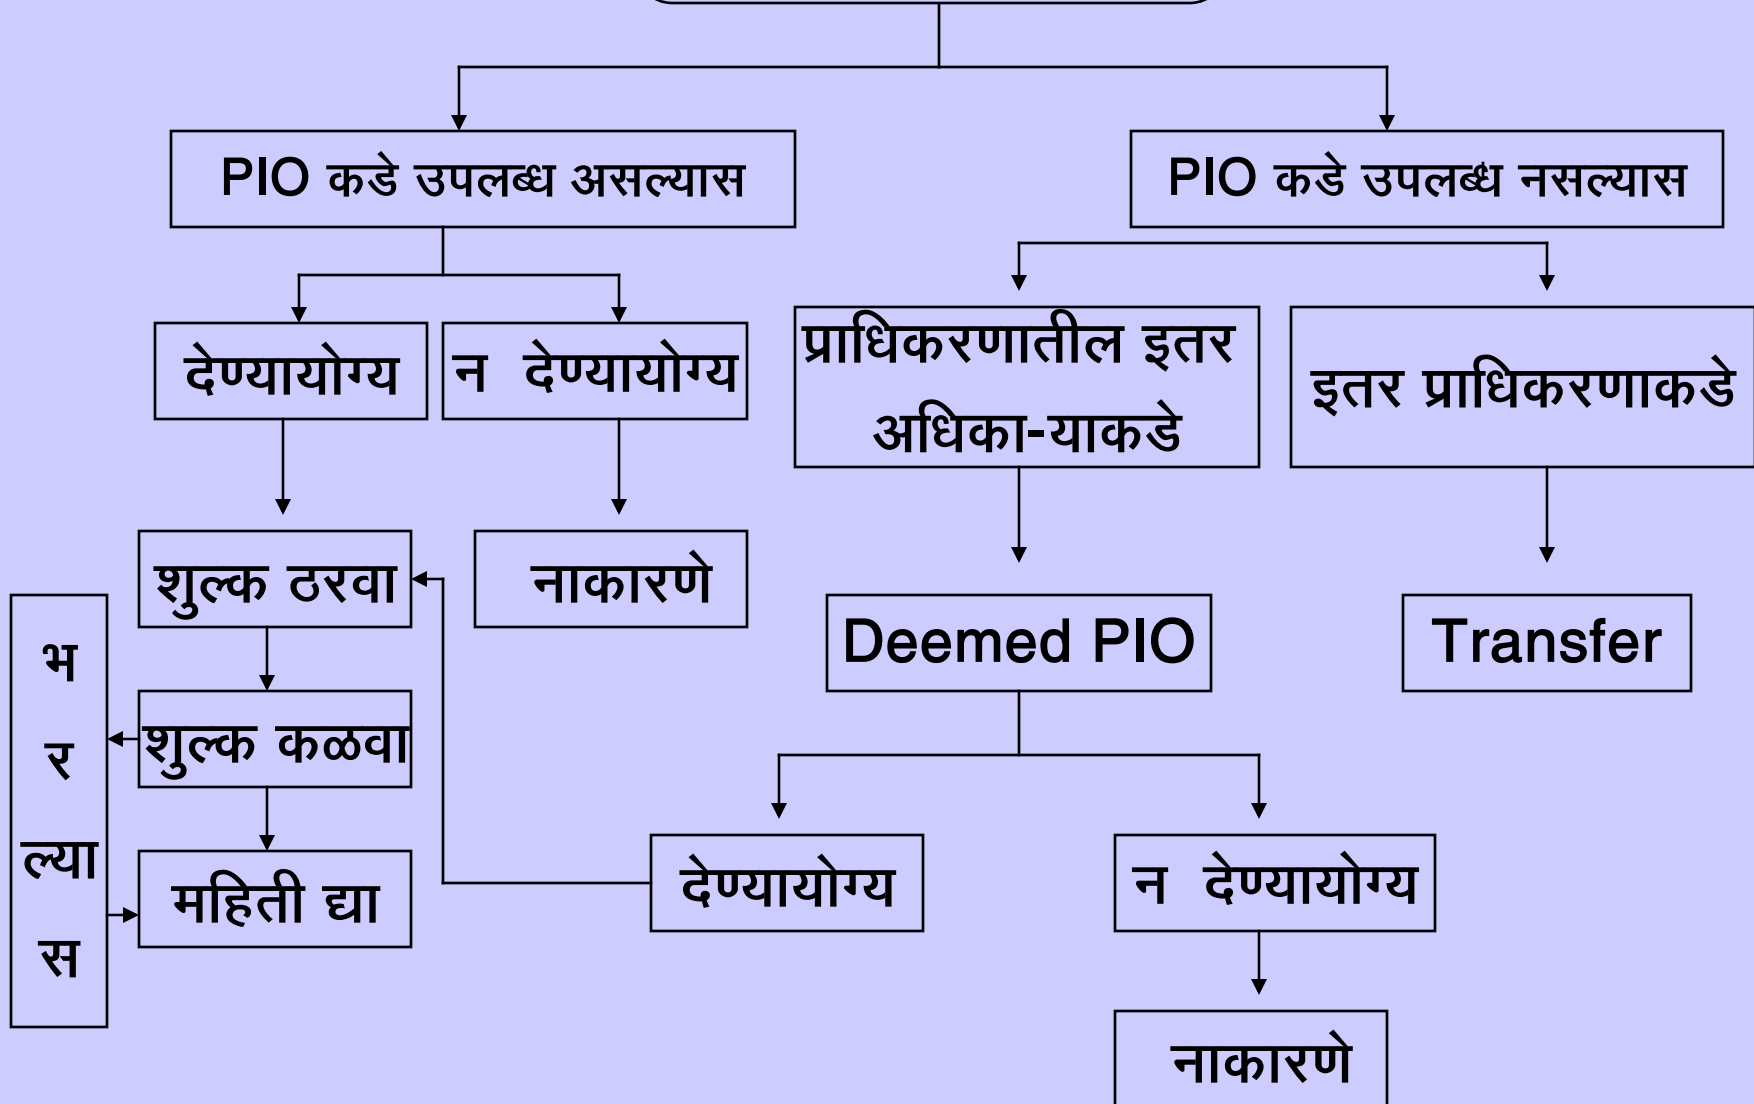 PIO कडे उपलब्ध असल्यास
PIO कडे उपलब्ध नसल्यास
देण्यायोग्य
न देण्यायोग्य
प्राधिकरणातील इतर
अधिका-याकडे
इतर प्राधिकरणाकडे
शुल्क ठरवा
नाकारणे
Deemed PIO
Transfer
भ
र
ल्या
स
शुल्क कळवा
महिती द्या
देण्यायोग्य
न देण्यायोग्य
नाकारणे